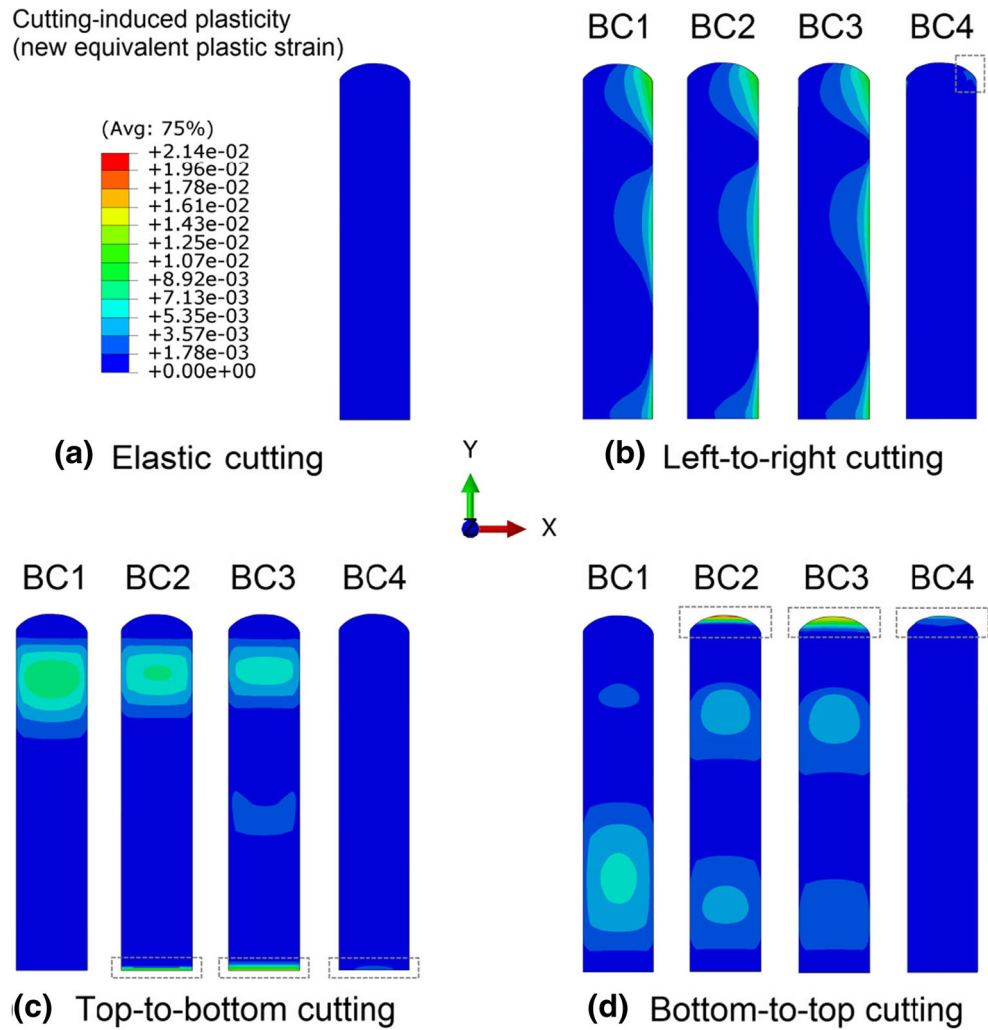 Cutting-induced plasticity
(new equivalent plastic strain)
(Avg: 75%)
+2.14e-02
+1.96e-02
+1.78e-02
+1.61e-02
+1.43e-02
+1.25e-02
+1.07e-02
+8.92e-03
+7.13e-03
+5.35e-03
+3.57e-03
+1.78e-03
+0.00e+00
(a) Elastic cutting
BC1 BC2 BC3 BC4
(b) Left-to-right cutting
Y
Z
X
BC1 BC2 BC3 BC4
(c) Top-to-bottom cutting
BC1 BC2 BC3 BC4
(d) Bottom-to-top cutting